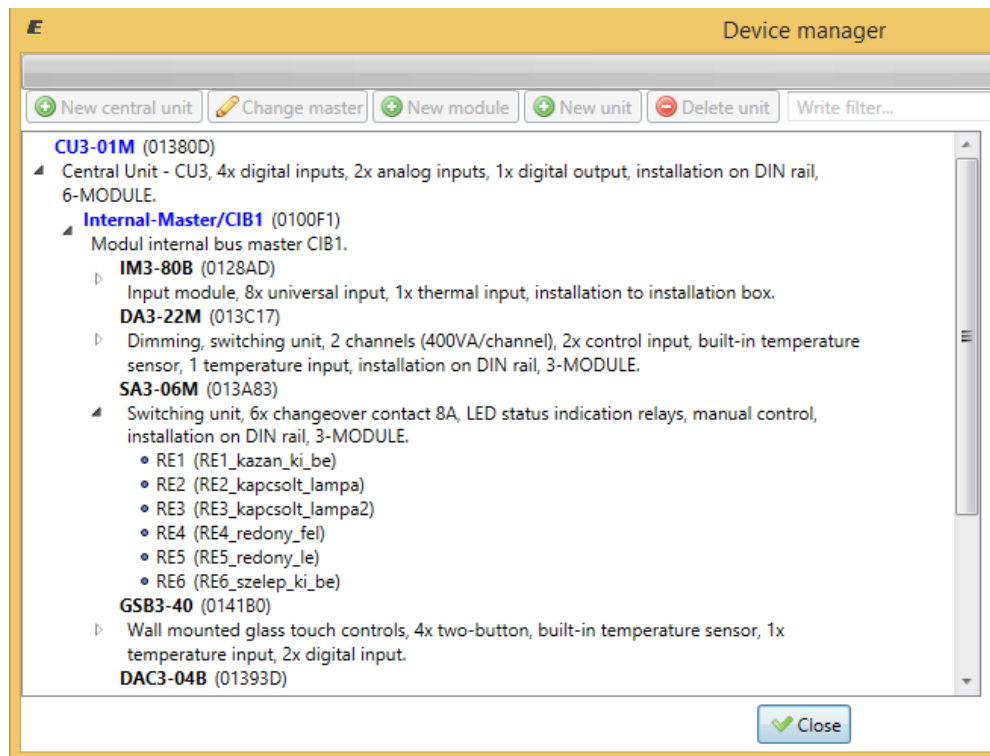 E
Device manager
New central unit Change master New module New unit Delete unit Write filter...
CU3-01M (01380D)
Central Unit - CU3, 4x digital inputs, 2x analog inputs, 1x digital output, installation on DIN rail,
6-MODULE.
Internal-Master/CIB1 (0100F1)
Modul internal bus master CIB1.
IM3-80B (0128AD)
Input module, 8x universal input, 1x thermal input, installation to installation box.
DA3-22M (013C17)
Dimming, switching unit, 2 channels (400VA/channel), 2x control input, built-in temperature
sensor, 1 temperature input, installation on DIN rail, 3-MODULE.
SA3-06M (013A83)
Switching unit, 6x changeover contact 8A, LED status indication relays, manual control,
installation on DIN rail, 3-MODULE.
RE1 (RE1_kazan_ki_be)
RE2 (RE2_kapcsolt_lampa)
RE3 (RE3_kapcsolt_lampa2)
RE4 (RE4_redony_fel)
RE5 (RE5_redony_le)
RE6 (RE6_szelep_ki_be)
GSB3-40 (0141B0)
Wall mounted glass touch controls, 4x two-button, built-in temperature sensor, 1x
temperature input, 2x digital input.
DAC3-04B (01393D)
Close